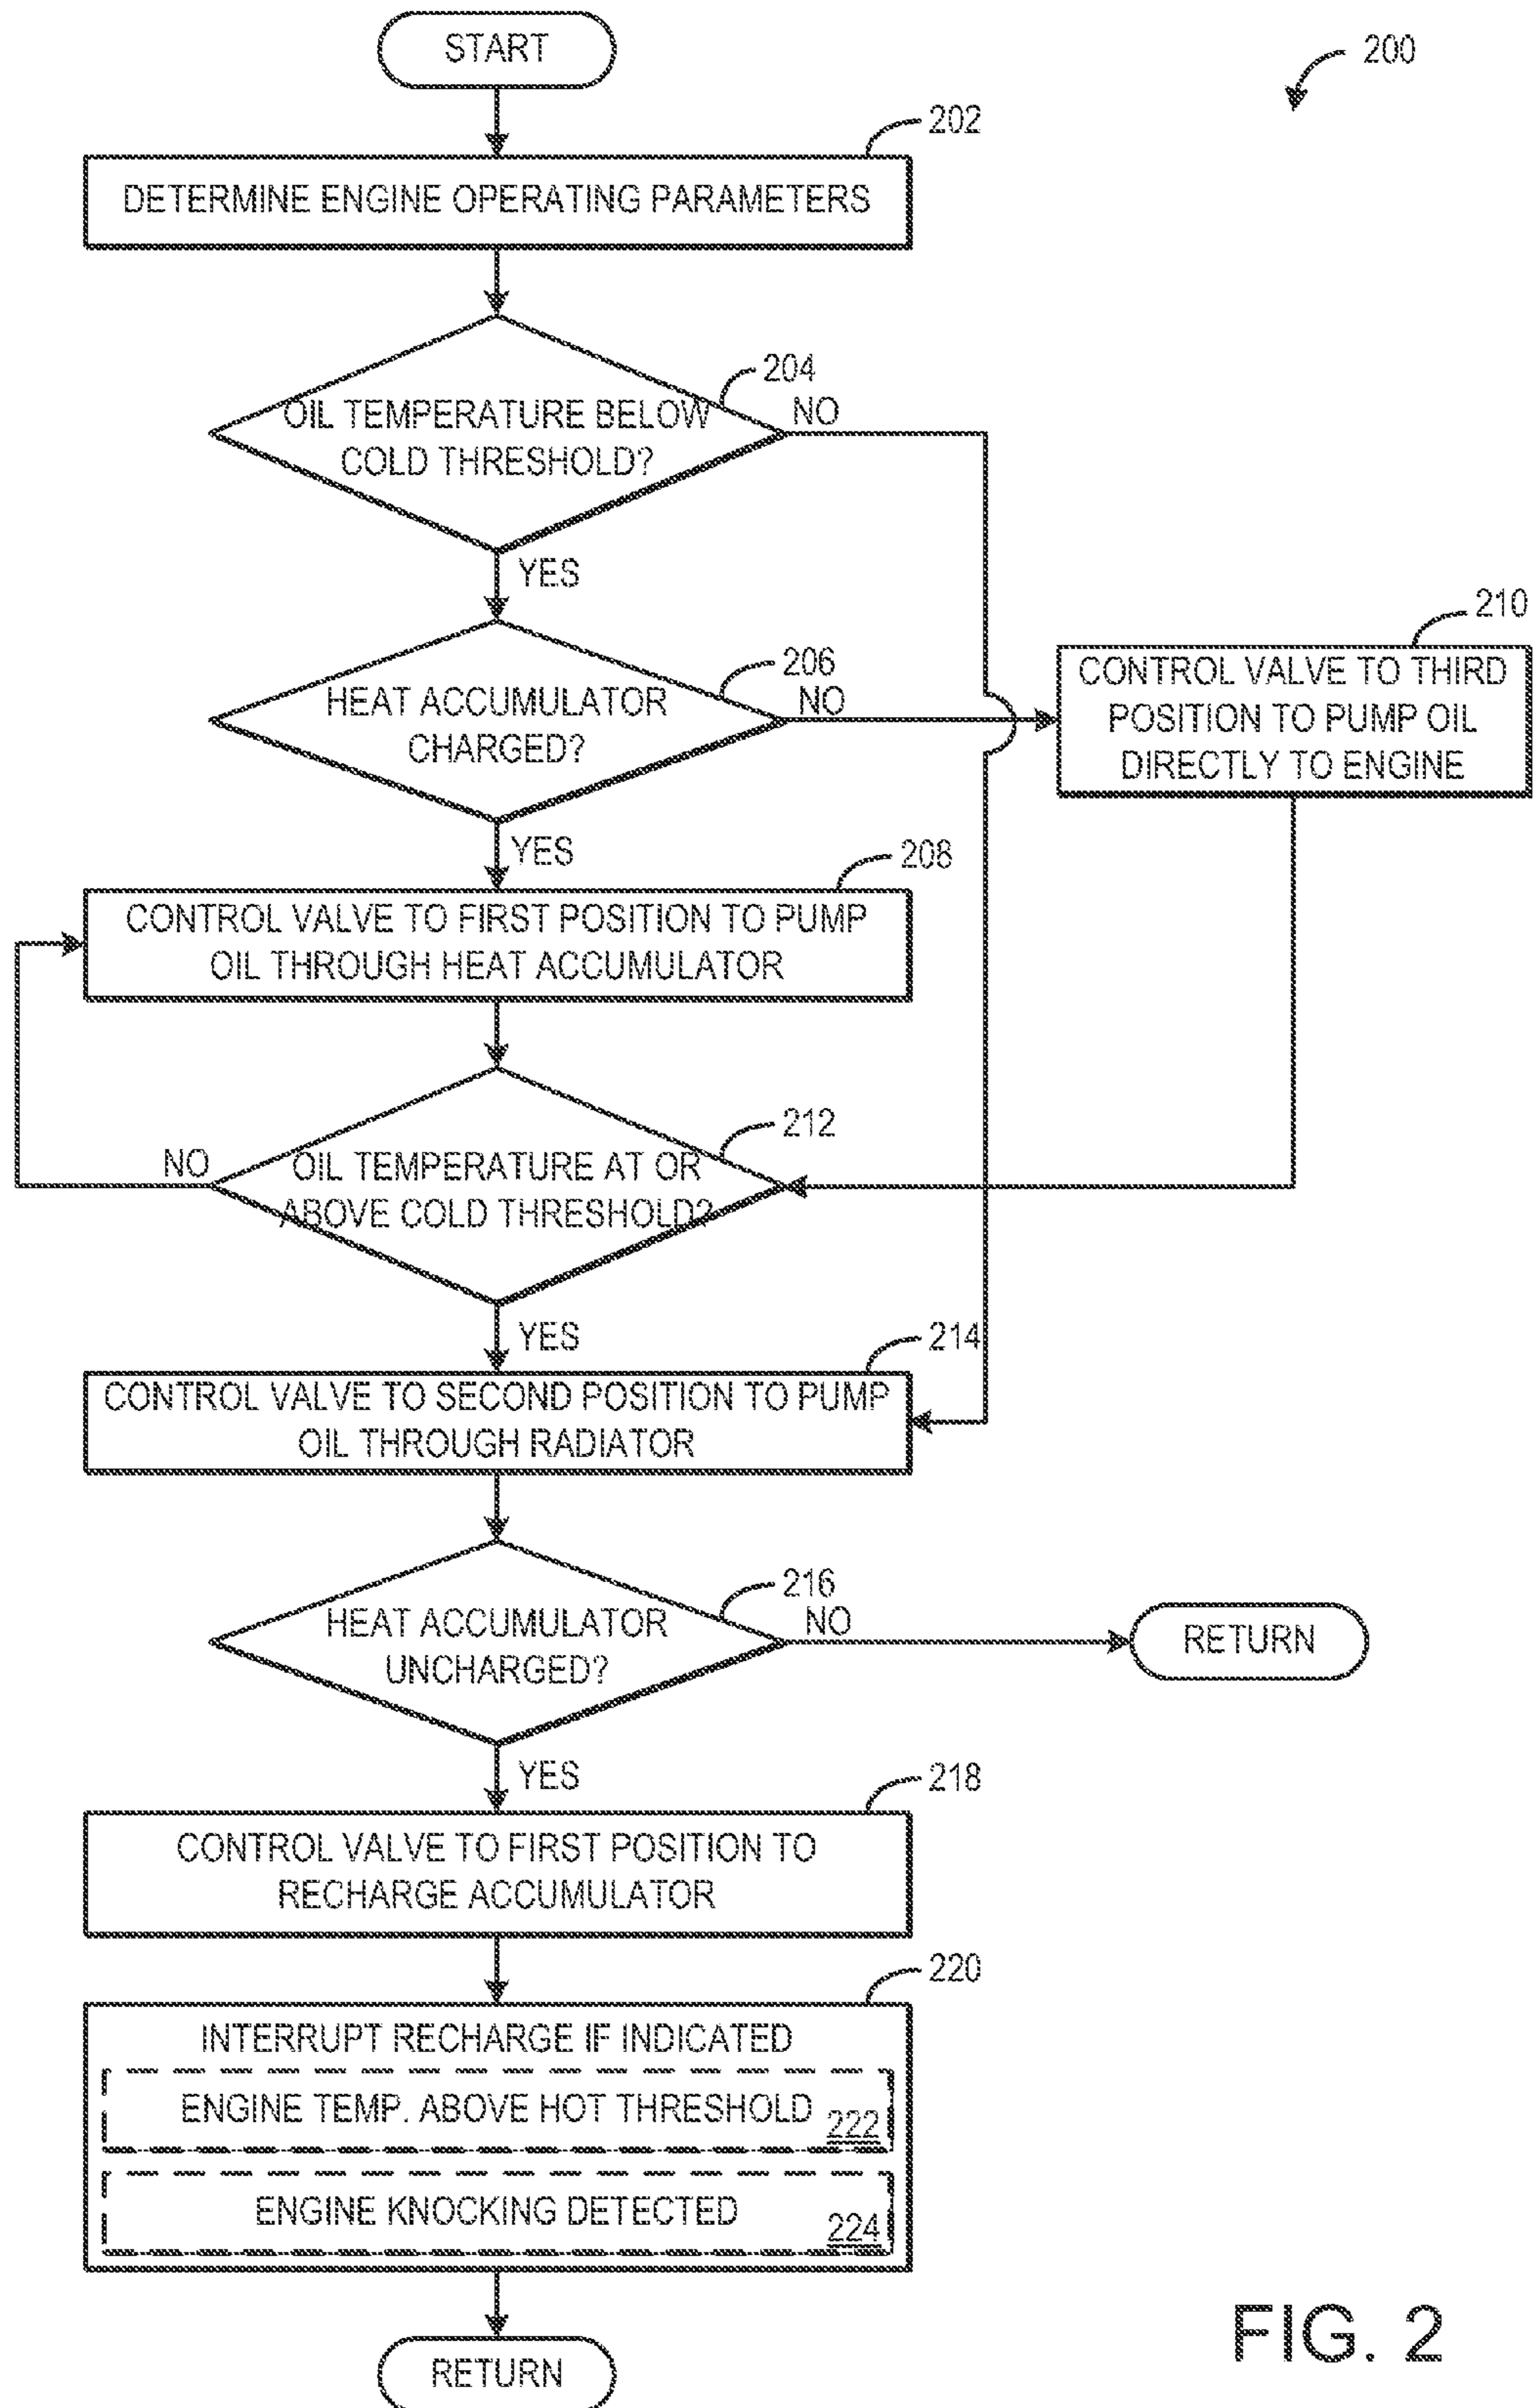 START
200
202
DETERMINE ENGINE OPERATING PARAMETERS
204
OIL TEMPERATURE BELOW
COLD THRESHOLD?
NO
YES
206
HEAT ACCUMULATOR
CHARGED?
NO
210
CONTROL VALVE TO THIRD
POSITION TO PUMP OIL
DIRECTLY TO ENGINE
YES
208
CONTROL VALVE TO FIRST POSITION TO PUMP
OIL THROUGH HEAT ACCUMULATOR
212
NO
OIL TEMPERATURE AT OR
ABOVE COLD THRESHOLD?
YES
214
CONTROL VALVE TO SECOND POSITION TO PUMP
OIL THROUGH RADIATOR
216
HEAT ACCUMULATOR
UNCHARGED?
NO
RETURN
YES
218
CONTROL VALVE TO FIRST POSITION TO
RECHARGE ACCUMULATOR
220
INTERRUPT RECHARGE IF INDICATED
ENGINE TEMP. ABOVE HOT THRESHOLD
222
ENGINE KNOCKING DETECTED
224
RETURN
FIG. 2